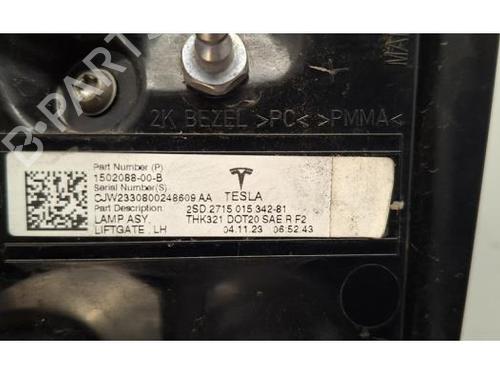 B-PARTS
2K BEZEL >PC< >PMMA<
Part Number (P)
1502088-00-B
Serial Number(S)
CJW2330800248609 AA TESLA
Part Description: 2SD 2715 015 342-81
LAMP ASY, THK321 DOT20 SAE R F2
LIFTGATE , LH 04.11.23 06:52:43